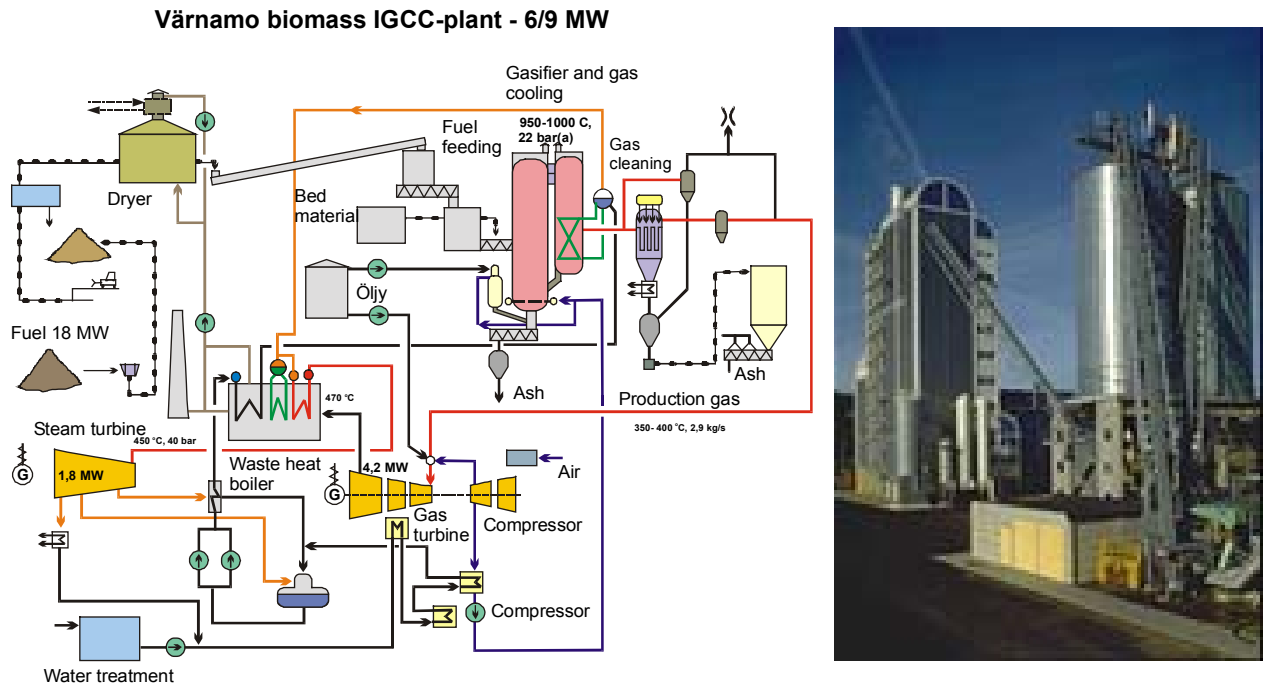 Värnamo biomass IGCC-plant - 6/9 MW
Gasifier and gas
cooling
950-1000 C,
22 bar(a)
Fuel
feeding
Gas
cleaning
Dryer
Bed
material
Öljy
Fuel 18 MW
Ash
Ash
470 °C
Production gas
350- 400 °C, 2,9 kg/s
Steam turbine
450 °C, 40 bar
G
1,8 MW
Waste heat
boiler
4,2 MW
G
Air
Gas
turbine
Compressor
Compressor
Water treatment